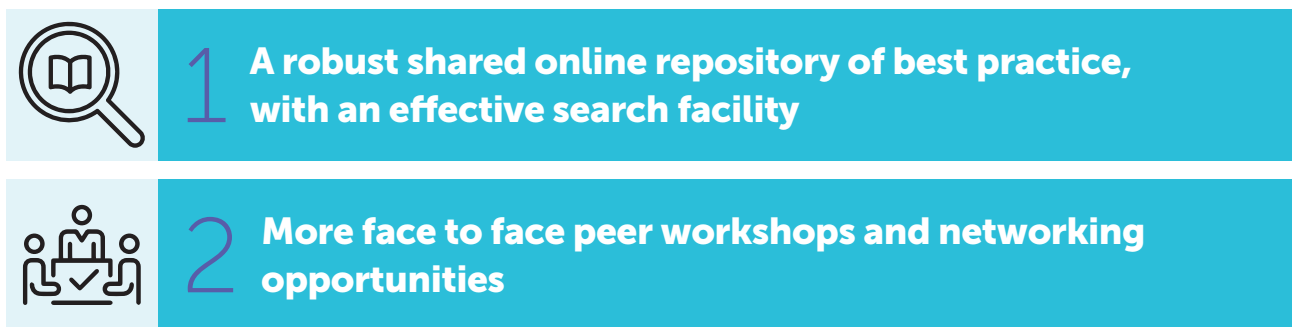 1 A robust shared online repository of best practice,
with an effective search facility
2 More face to face peer workshops and networking
opportunities